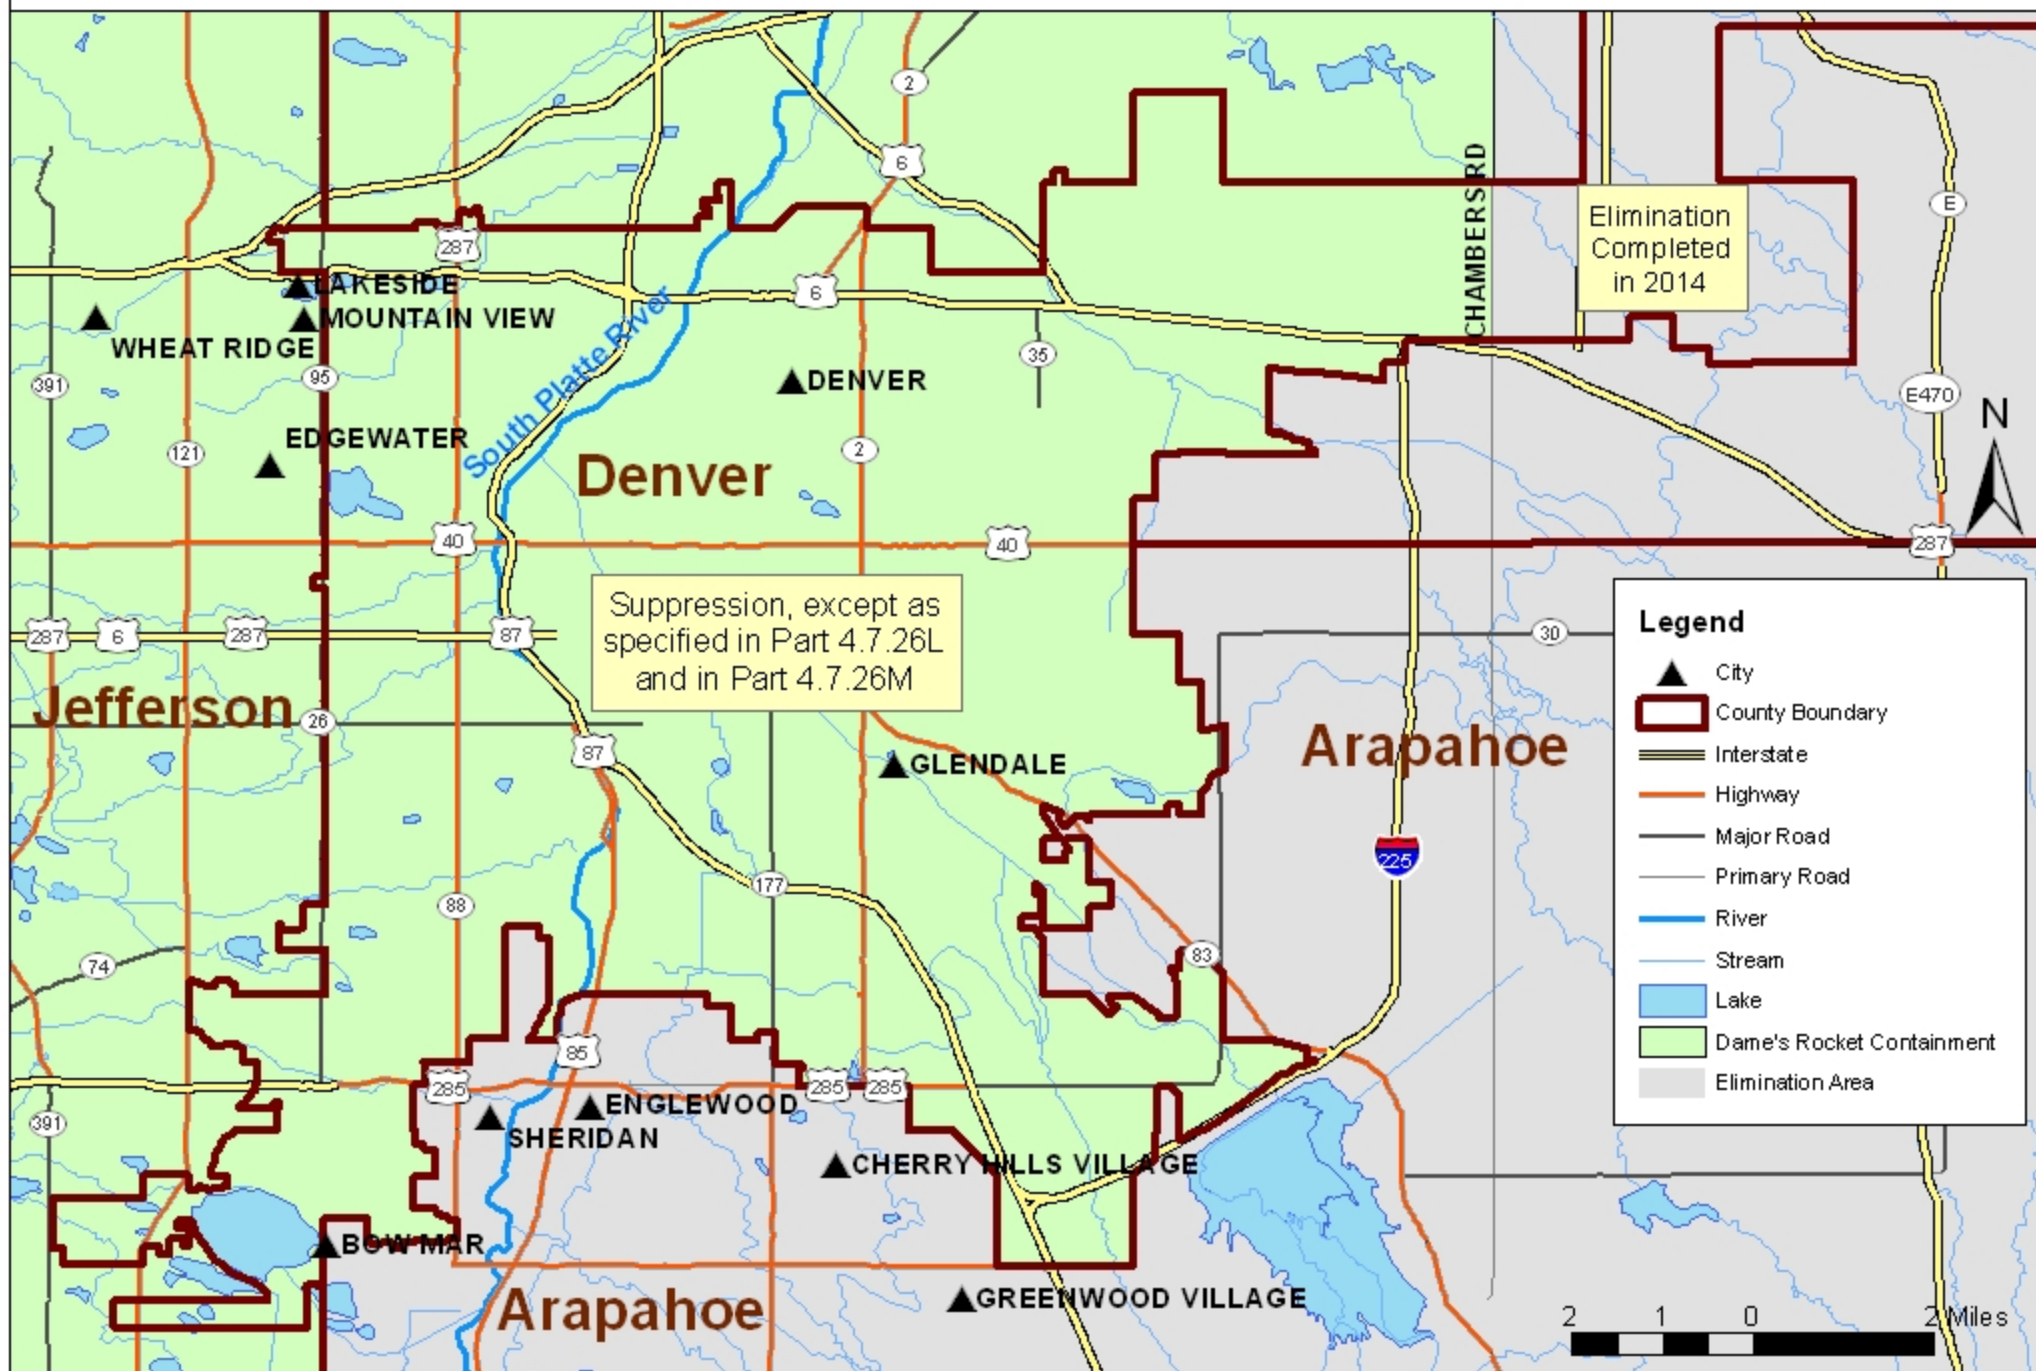 2
6
CHAMBERS RD
E
Elimination
Completed
in 2014
287
LAKESIDE
MOUNTAIN VIEW
WHEAT RIDGE
6
South Platte River
35
391
95
DENVER
E470
N
EDGEWATER
121
2
Denver
40
40
287
Suppression, except as
specified in Part 4.7.26L
and in Part 4.7.26M
287
6
287
87
30
Jefferson
26
87
GLENDALE
Arapahoe
225
177
88
74
83
85
285
285
285
391
ENGLEWOOD
SHERIDAN
CHERRY HILLS VILLAGE
BOW MAR
GREENWOOD VILLAGE
Arapahoe
Legend
City
County Boundary
Interstate
Highway
Major Road
Primary Road
River
Stream
Lake
Dame's Rocket Containment
Elimination Area
2 1 0 2 Miles